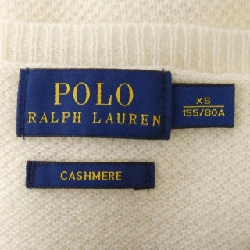 POLO
RALPH LAUREN
XS
155/80A
CASHMERE